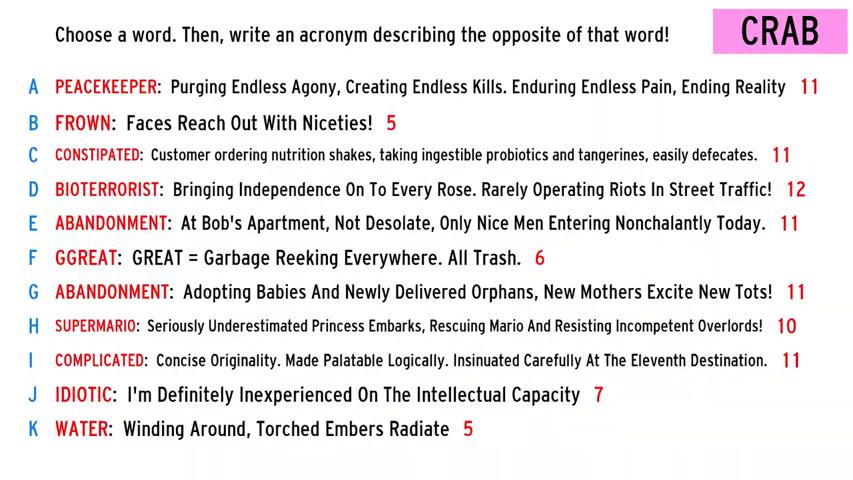 Choose a word. Then, write an acronym describing the opposite of that word!
CRAB
A PEACEKEEPER: Purging Endless Agony, Creating Endless Kills. Enduring Endless Pain, Ending Reality 11
B FROWN: Faces Reach Out With Niceties! 5
C CONSTIPATED: Customer ordering nutrition shakes, taking ingestible probiotics and tangerines, easily defecates. 11
D BIOTERRORIST: Bringing Independence On To Every Rose. Rarely Operating Riots In Street Traffic! 12
E ABANDONMENT: At Bob's Apartment, Not Desolate, Only Nice Men Entering Nonchalantly Today. 11
F GGREAT: GREAT = Garbage Reeking Everywhere. All Trash. 6
G ABANDONMENT: Adopting Babies And Newly Delivered Orphans, New Mothers Excite New Tots! 11
H SUPERMARIO: Seriously Underestimated Princess Embarks, Rescuing Mario And Resisting Incompetent Overlords! 10
I COMPLICATED: Concise Originality. Made Palatable Logically. Insinuated Carefully At The Eleventh Destination. 11
J IDIOTIC: I'm Definitely Inexperienced On The Intellectual Capacity 7
K WATER: Winding Around, Torched Embers Radiate 5